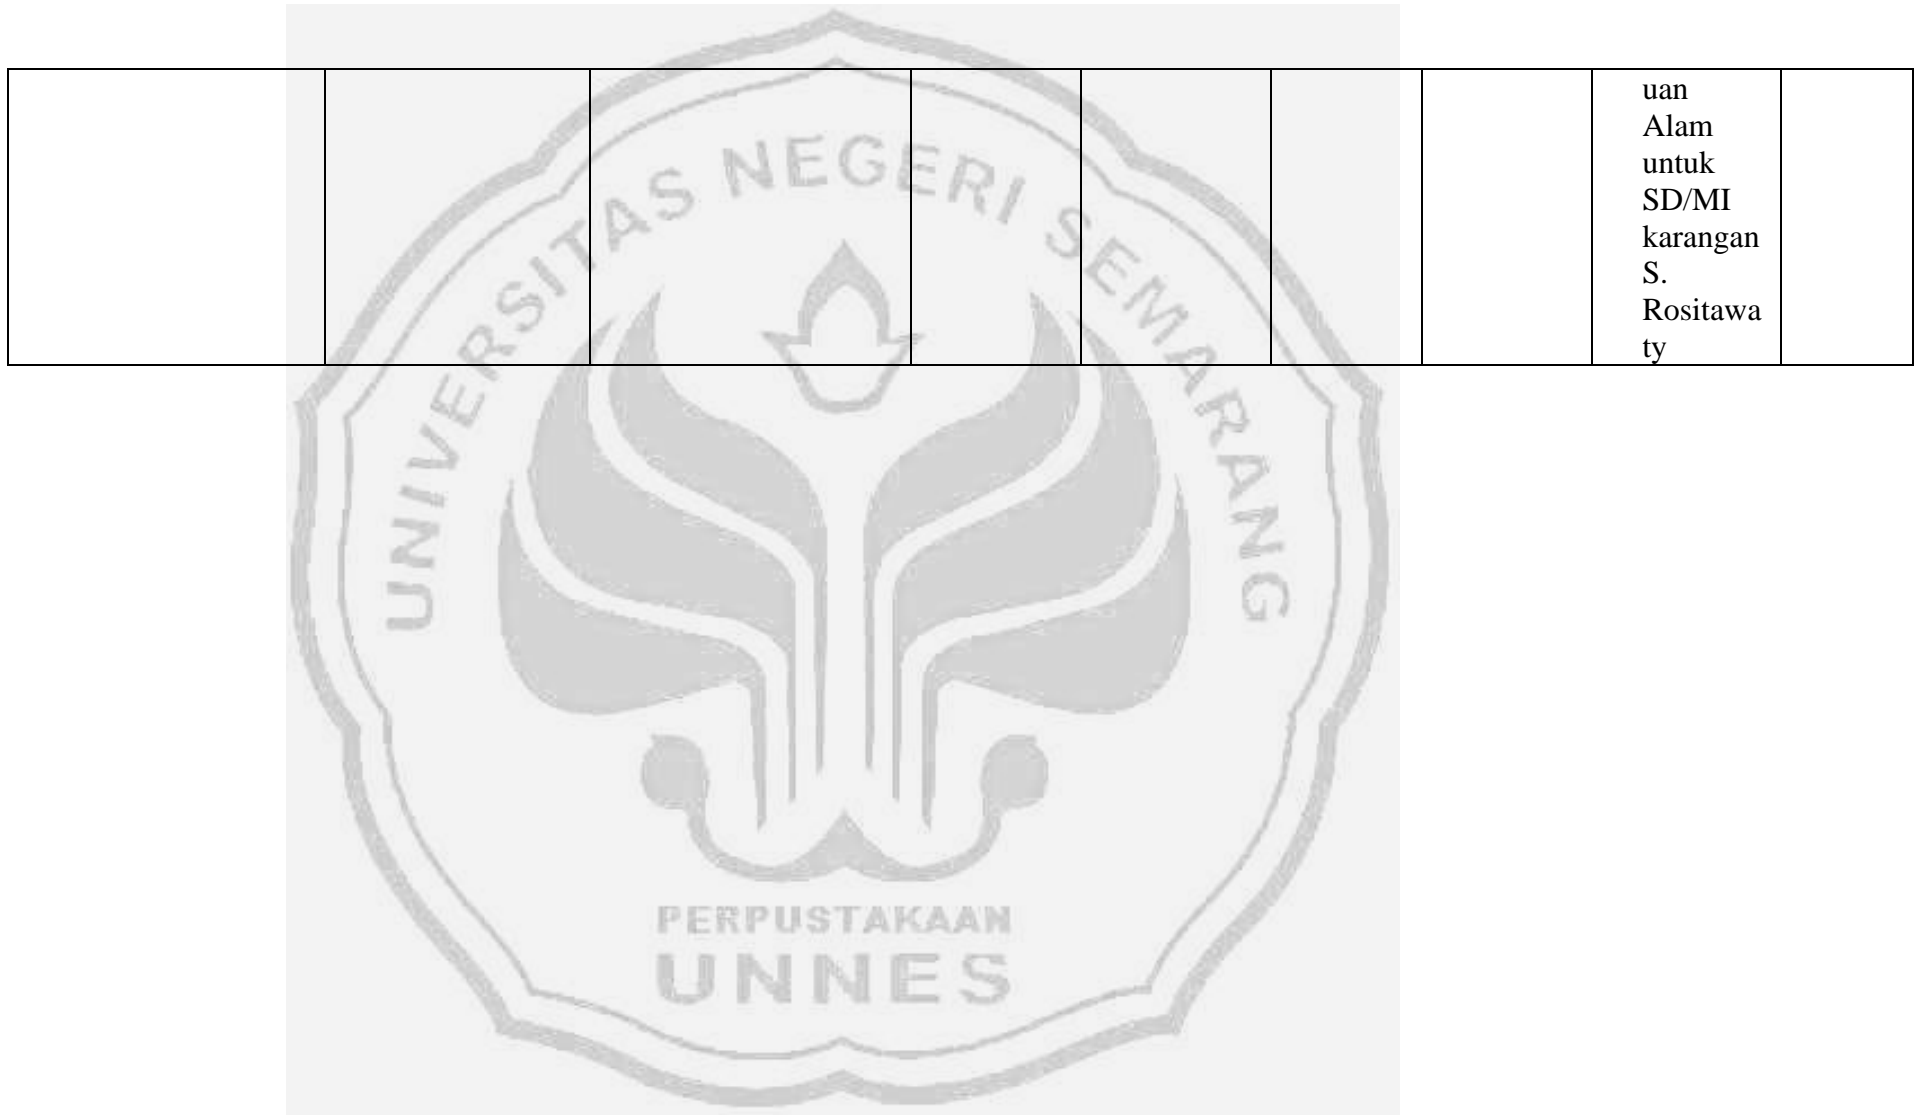 uan
Alam
untuk
SD/MI
karangan
S.
Rositawa
ty
UNIVERSITAS NEGERI SEMARANG
PERPUSTAKAAN
UNNES